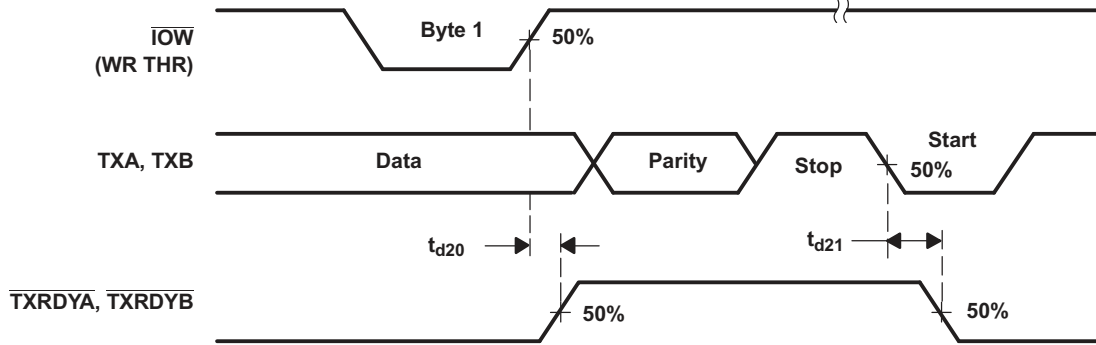 IOW
(WR THR)
Byte 1
50%
TXA, TXB
Data
Parity
Stop
Start
50%
td20
td21
TXRDYA, TXRDYB
50%
50%